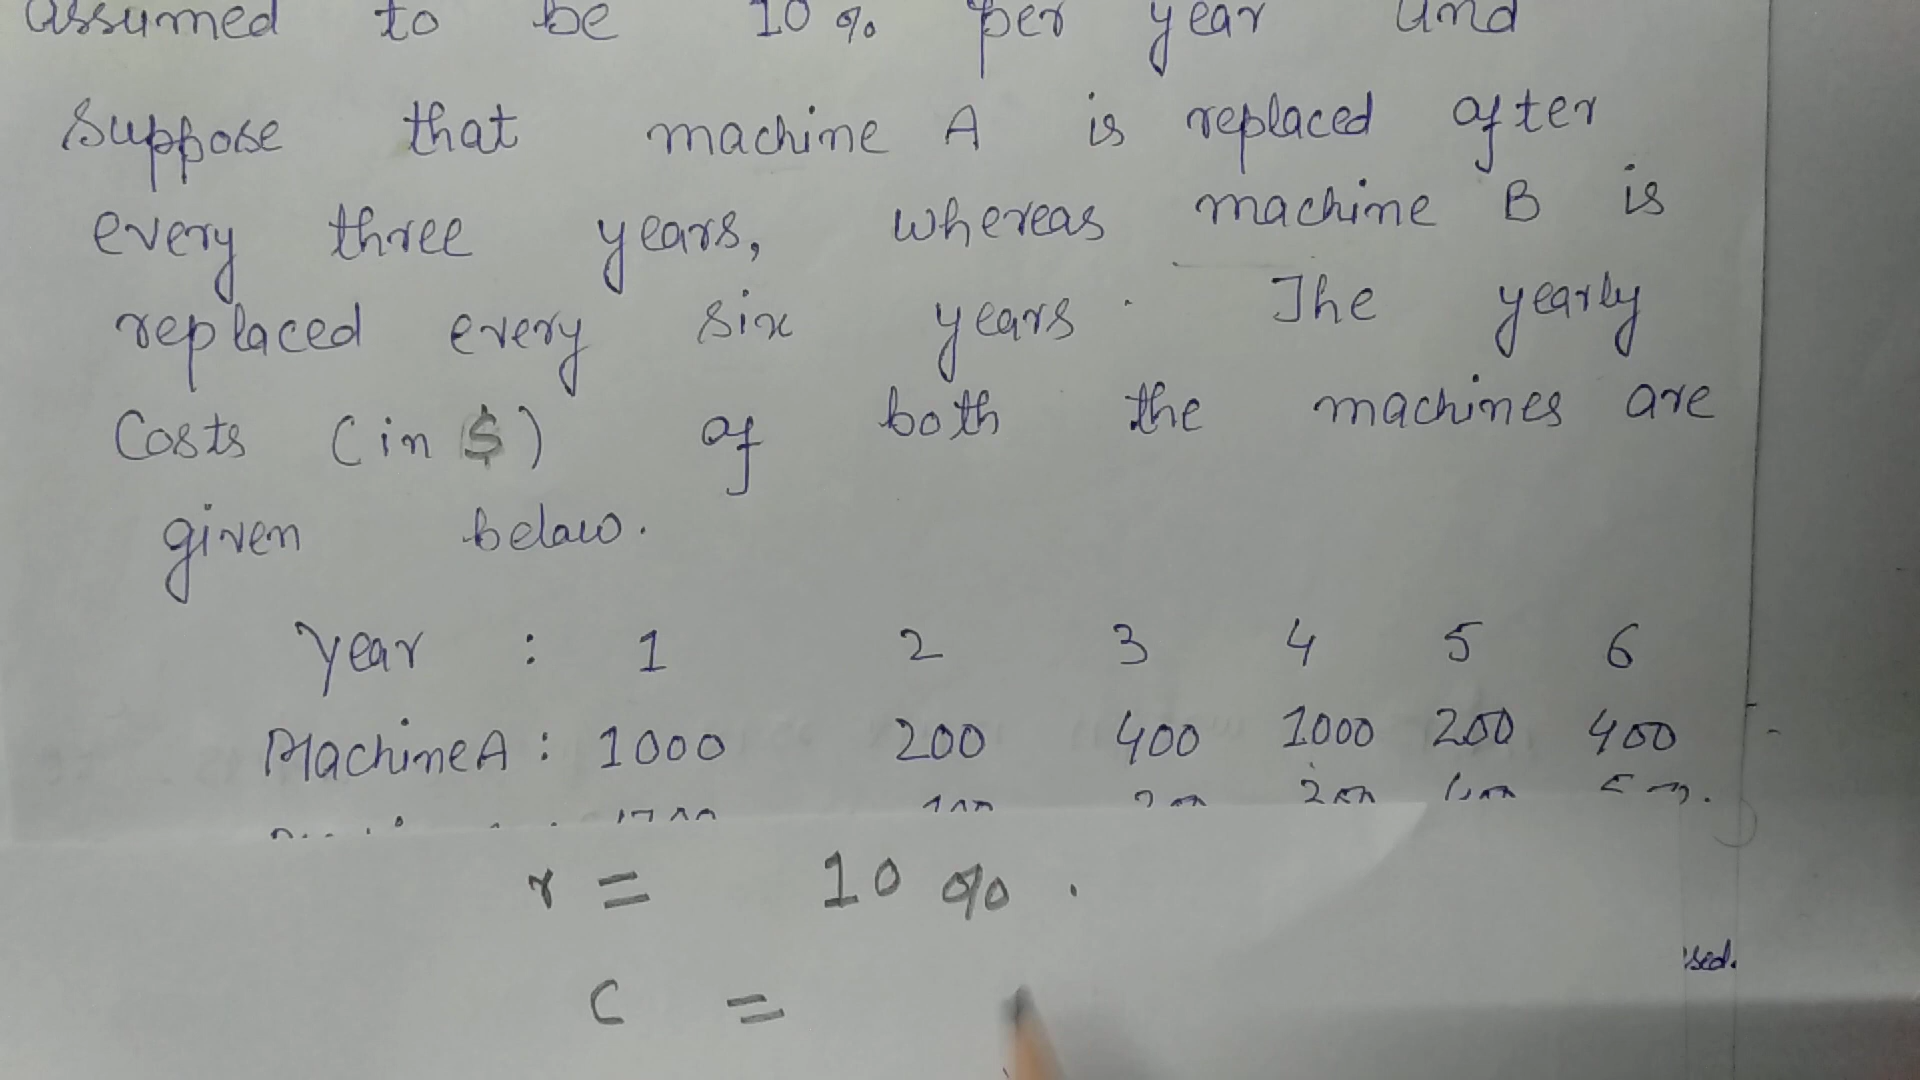 assumed to be 10% per year and
suppose that machine A is replaced after
every three years, whereas machine B is
replaced every six years. The yearly
Costs (in $) of both the machines are
given below.
Year : 1 2 3 4 5 6
Machine A : 1000 200 400 1000 200 400
r = 10%.
C =